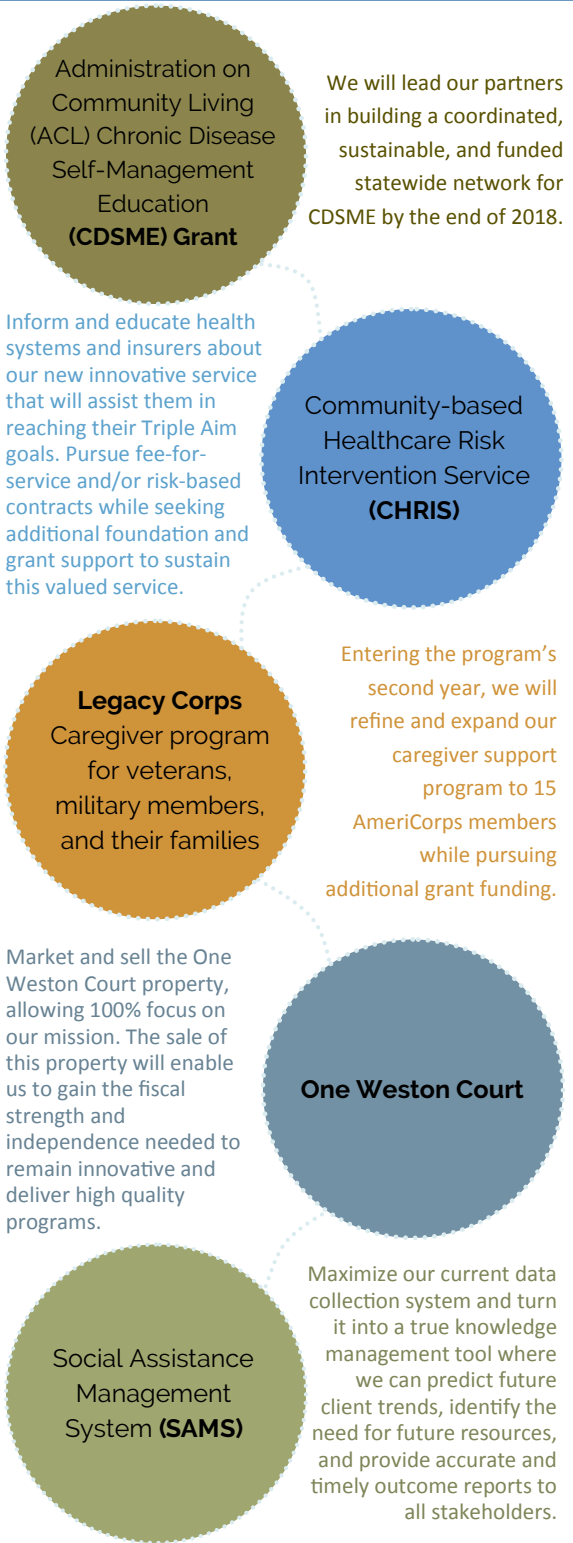 Administration on
Community Living
(ACL) Chronic Disease
Self-Management
Education
(CDSME) Grant
We will lead our partners
in building a coordinated,
sustainable, and funded
statewide network for
CDSME by the end of 2018.
Inform and educate health
systems and insurers about
our new innovative service
that will assist them in
reaching their Triple Aim
goals. Pursue fee-for-
service and/or risk-based
contracts while seeking
additional foundation and
grant support to sustain
this valued service.
Community-based
Healthcare Risk
Intervention Service
(CHRIS)
Legacy Corps
Caregiver program
for veterans,
military members,
and their families
Entering the program's
second year, we will
refine and expand our
caregiver support
program to 15
AmeriCorps members
while pursuing
additional grant funding.
Market and sell the One
Weston Court property,
allowing 100% focus on
our mission. The sale of
this property will enable
us to gain the fiscal
strength and
independence needed to
remain innovative and
deliver high quality
programs.
One Weston Court
Social Assistance
Management
System (SAMS)
Maximize our current data
collection system and turn
it into a true knowledge
management tool where
we can predict future
client trends, identify the
need for future resources,
and provide accurate and
timely outcome reports to
all stakeholders.